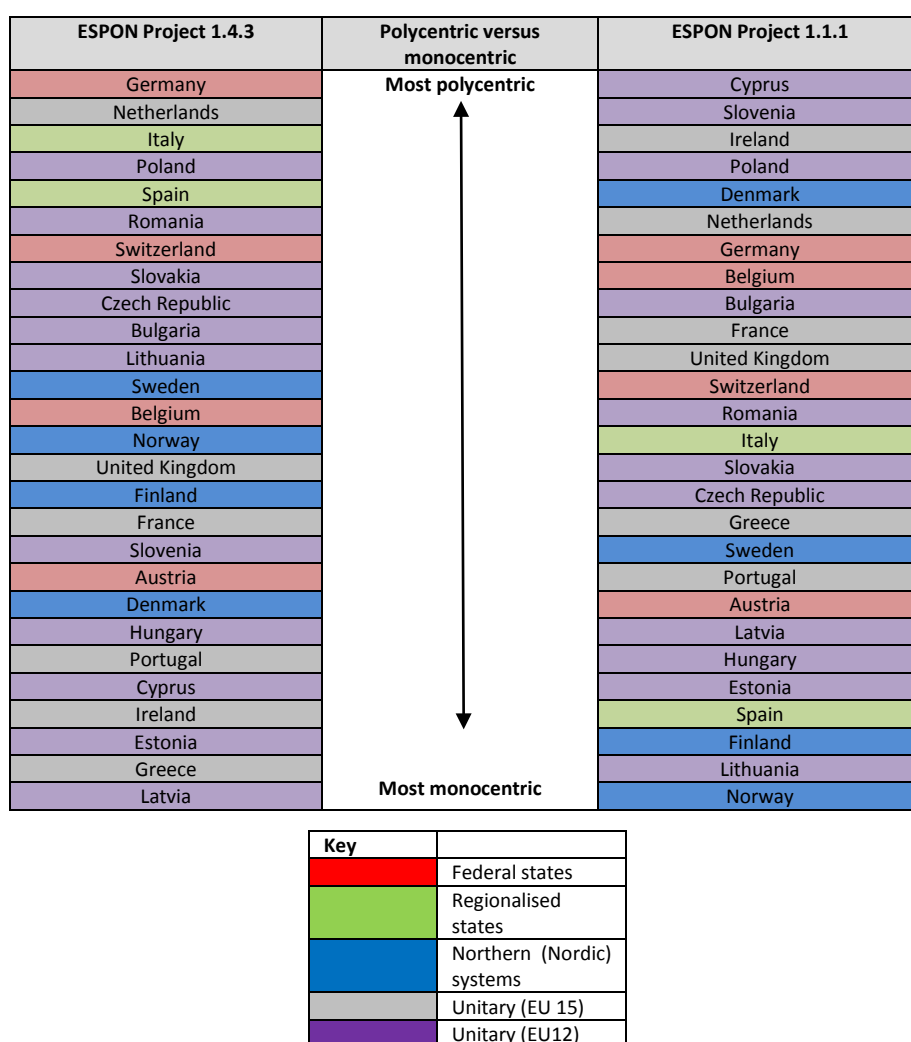 ESPON Project 1.4.3 Polycentric versus monocentric ESPON Project 1.1.1
Germany Most polycentric Cyprus
Netherlands Slovenia
Italy Ireland
Poland Poland
Spain Denmark
Romania Netherlands
Switzerland Germany
Slovakia Belgium
Czech Republic Bulgaria
Bulgaria France
Lithuania United Kingdom
Sweden Switzerland
Belgium Romania
Norway Italy
United Kingdom Slovakia
Finland Czech Republic
France Greece
Slovenia Sweden
Austria Portugal
Denmark Austria
Hungary Latvia
Portugal Hungary
Cyprus Estonia
Ireland Spain
Estonia Finland
Greece Lithuania
Latvia Most monocentric Norway
Key
Federal states
Regionalised
states
Northern (Nordic)
systems
Unitary (EU 15)
Unitary (EU12)